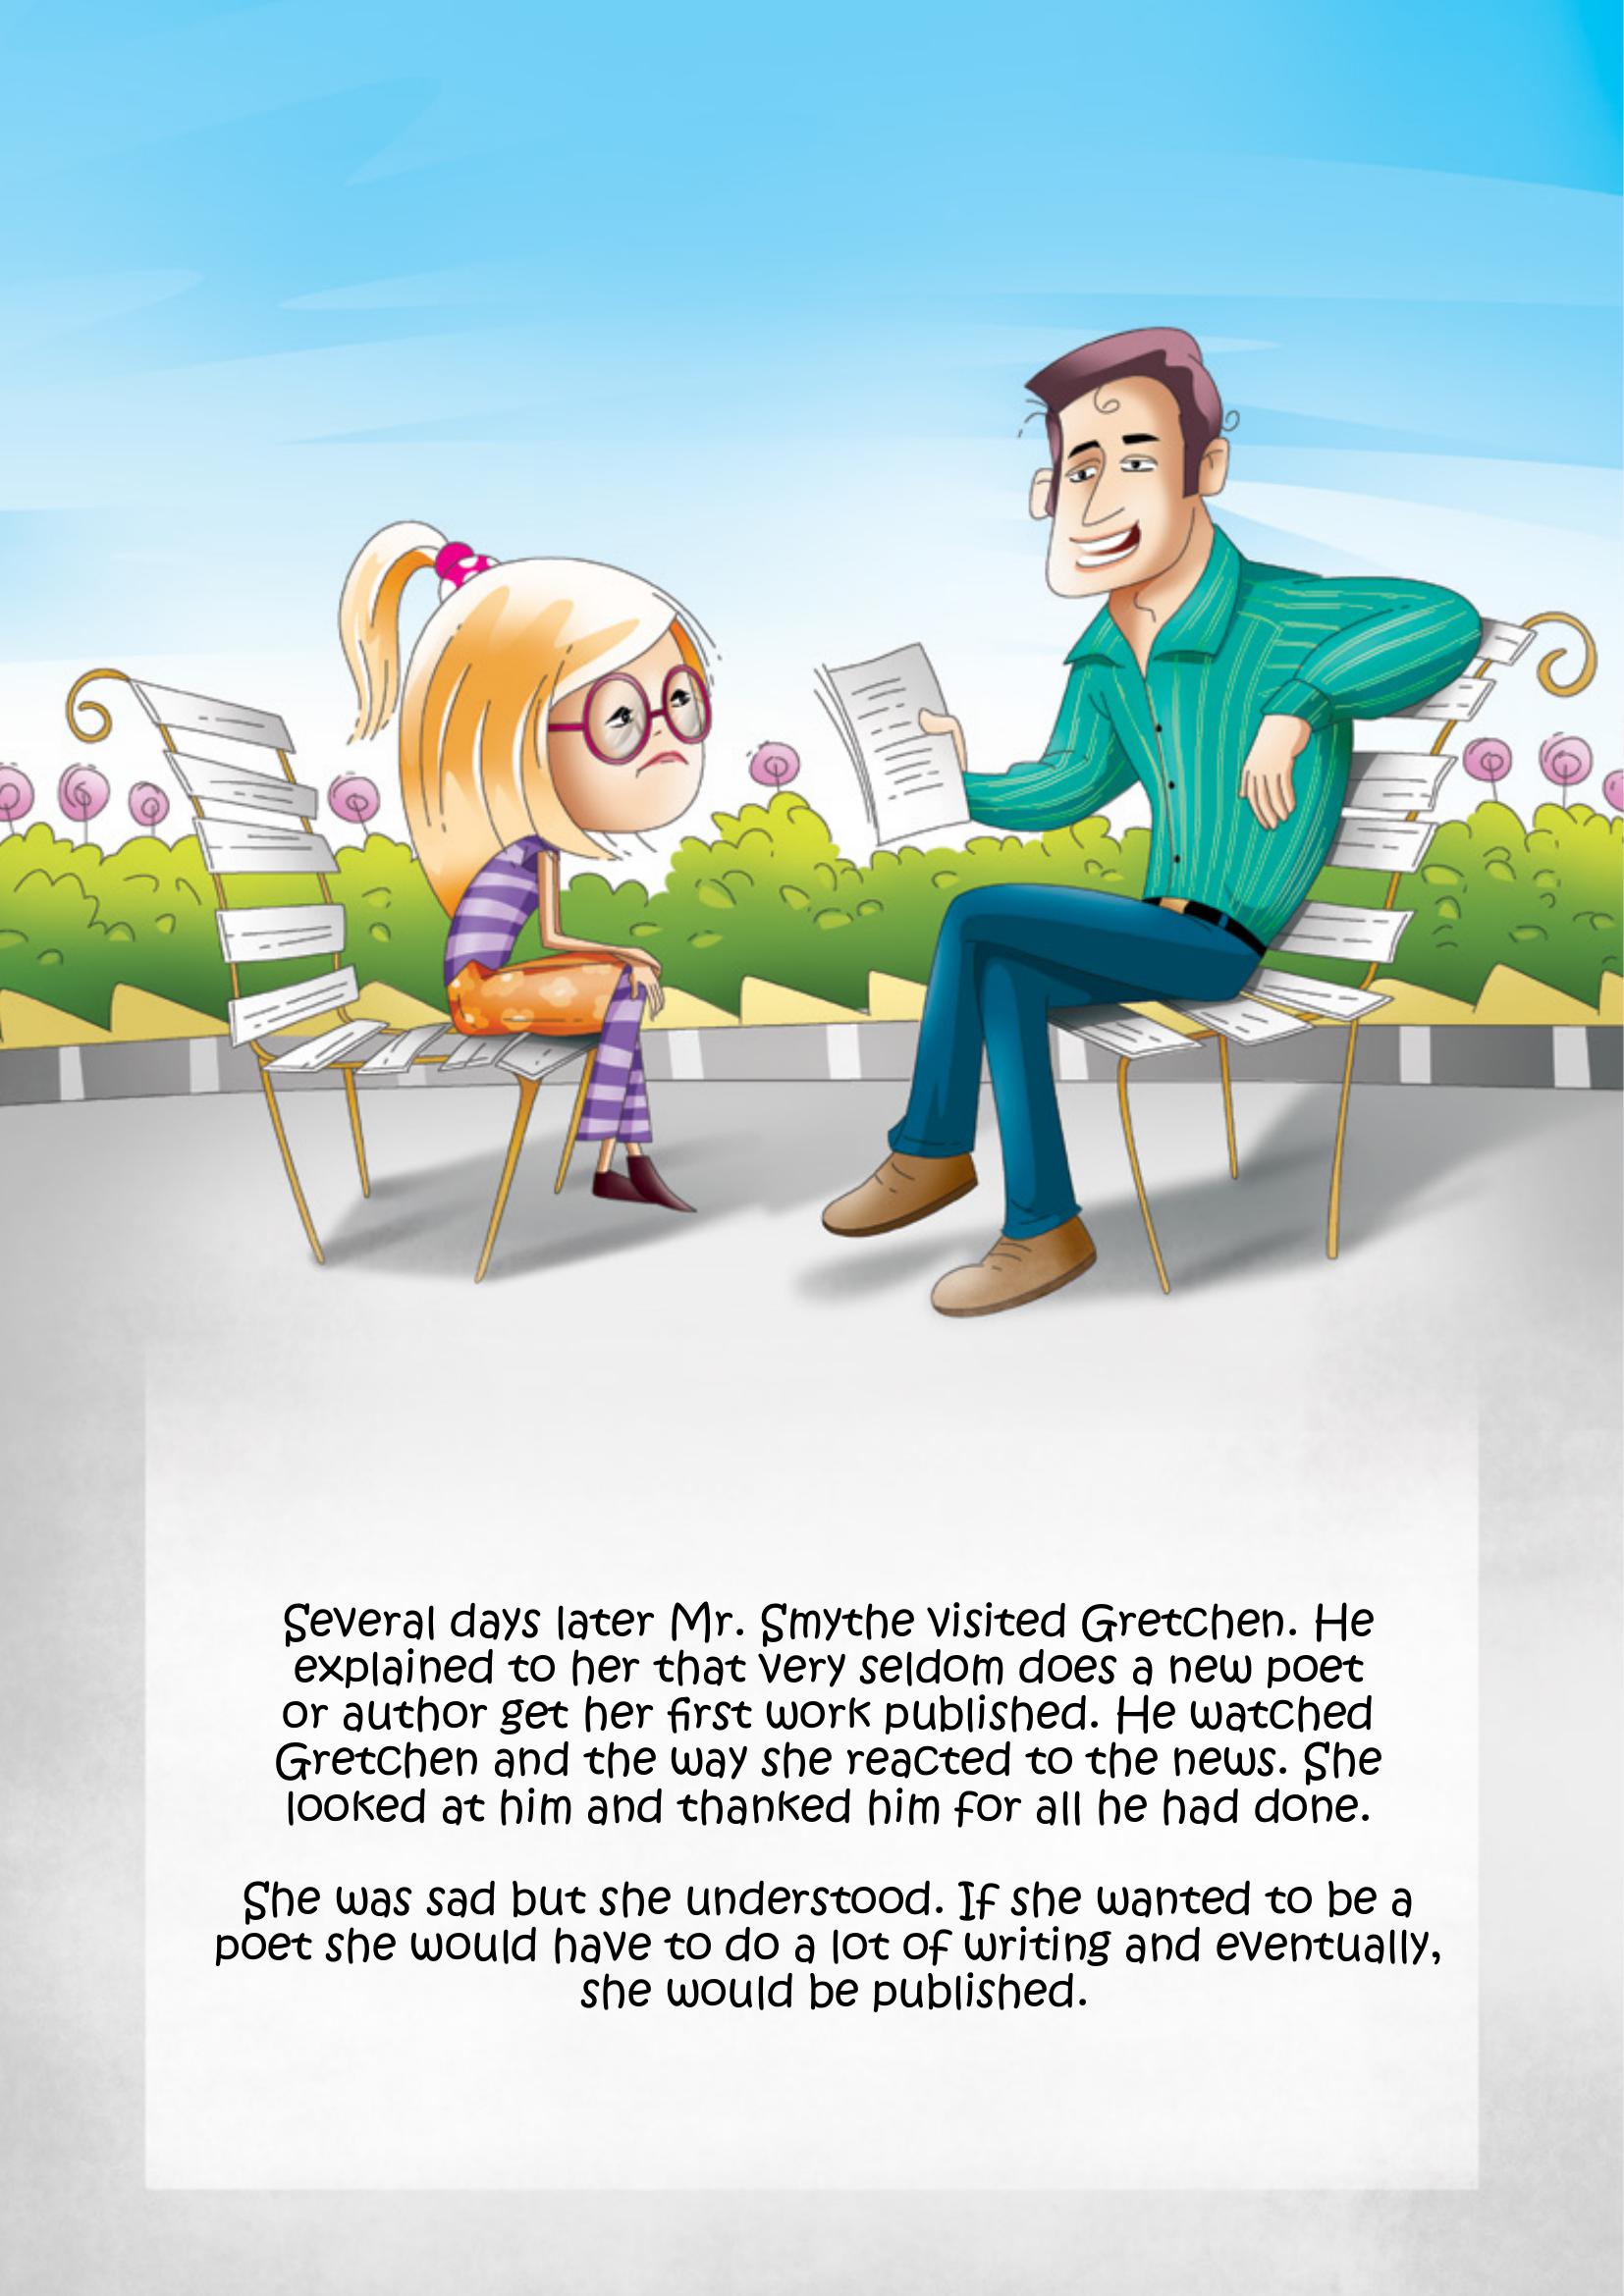 Several days later Mr. Smythe visited Gretchen. He
explained to her that very seldom does a new poet
or author get her first work published. He watched
Gretchen and the way she reacted to the news. She
looked at him and thanked him for all he had done.
She was sad but she understood. If she wanted to be a
poet she would have to do a lot of writing and eventually,
she would be published.